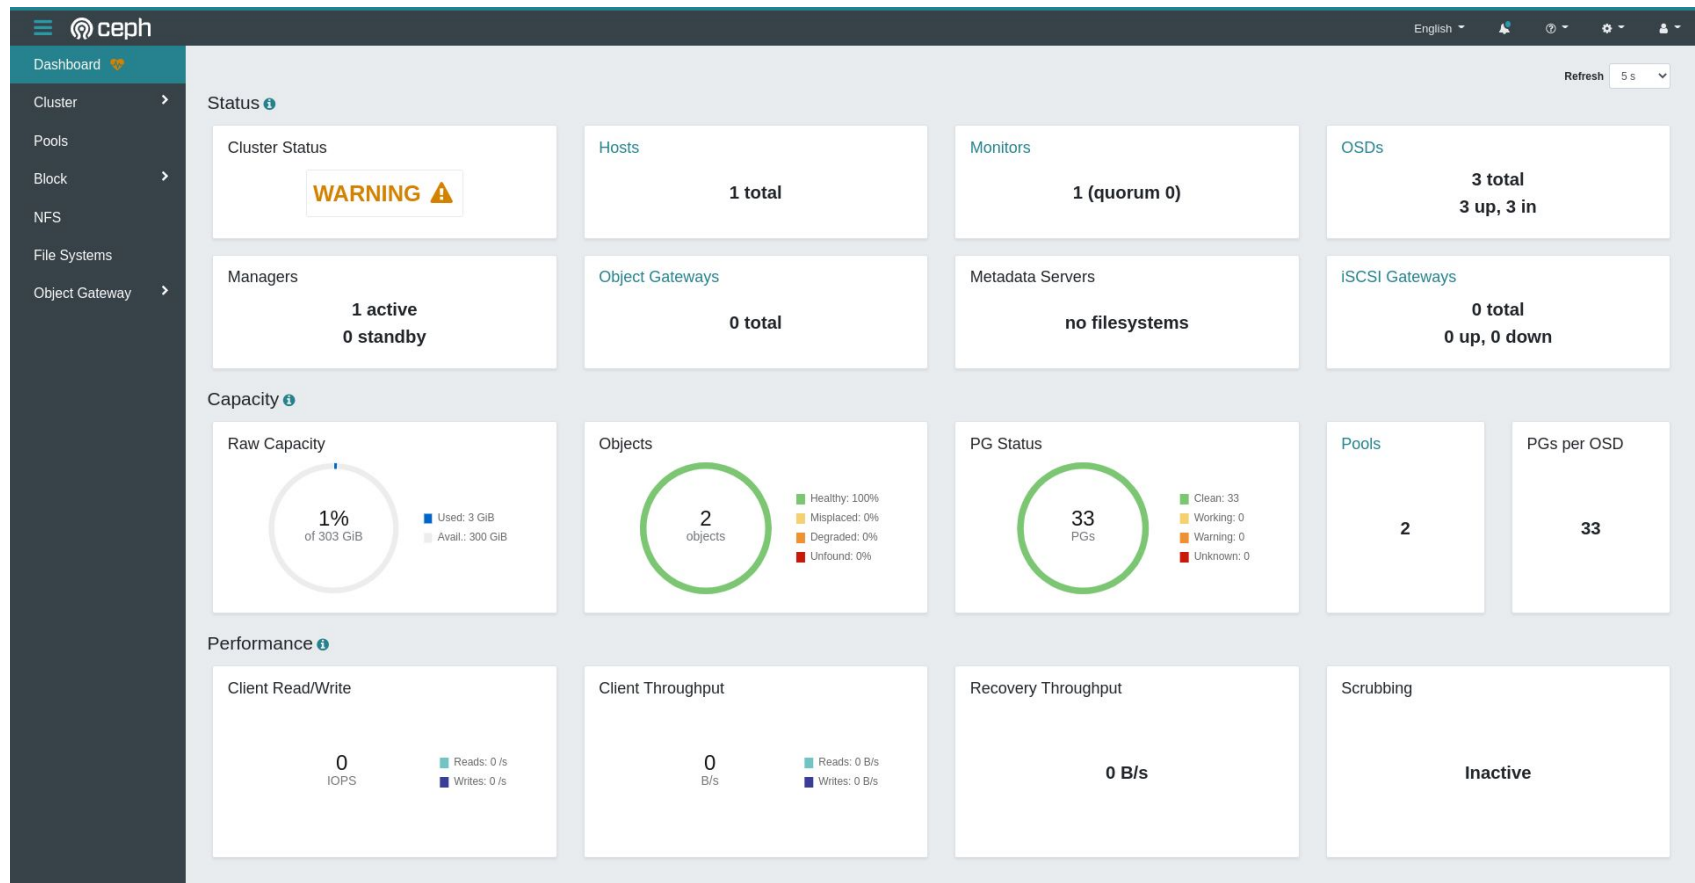 ceph
English
Dashboard
Cluster
Pools
Block
NFS
File Systems
Object Gateway
Refresh 5 s
Status
Cluster Status
WARNING
Hosts
1 total
Monitors
1 (quorum 0)
OSDs
3 total
3 up, 3 in
Managers
1 active
0 standby
Object Gateways
0 total
Metadata Servers
no filesystems
iSCSI Gateways
0 total
0 up, 0 down
Capacity
Raw Capacity
1%
of 303 GiB
Used: 3 GiB
Avail.: 300 GiB
Objects
2
objects
Healthy: 100%
Misplaced: 0%
Degraded: 0%
Unfound: 0%
PG Status
33
PGs
Clean: 33
Working: 0
Warning: 0
Unknown: 0
Pools
2
PGs per OSD
33
Performance
Client Read/Write
0
IOPS
Reads: 0 /s
Writes: 0 /s
Client Throughput
0
B/s
Reads: 0 B/s
Writes: 0 B/s
Recovery Throughput
0 B/s
Scrubbing
Inactive